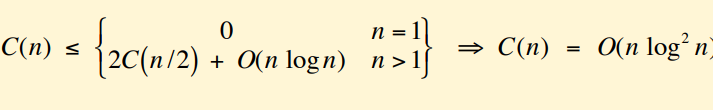 C(n) ≤ { 0 n = 1
2C(n/2) + O(n log n) n > 1 } ⇒ C(n) = O(n log² n)